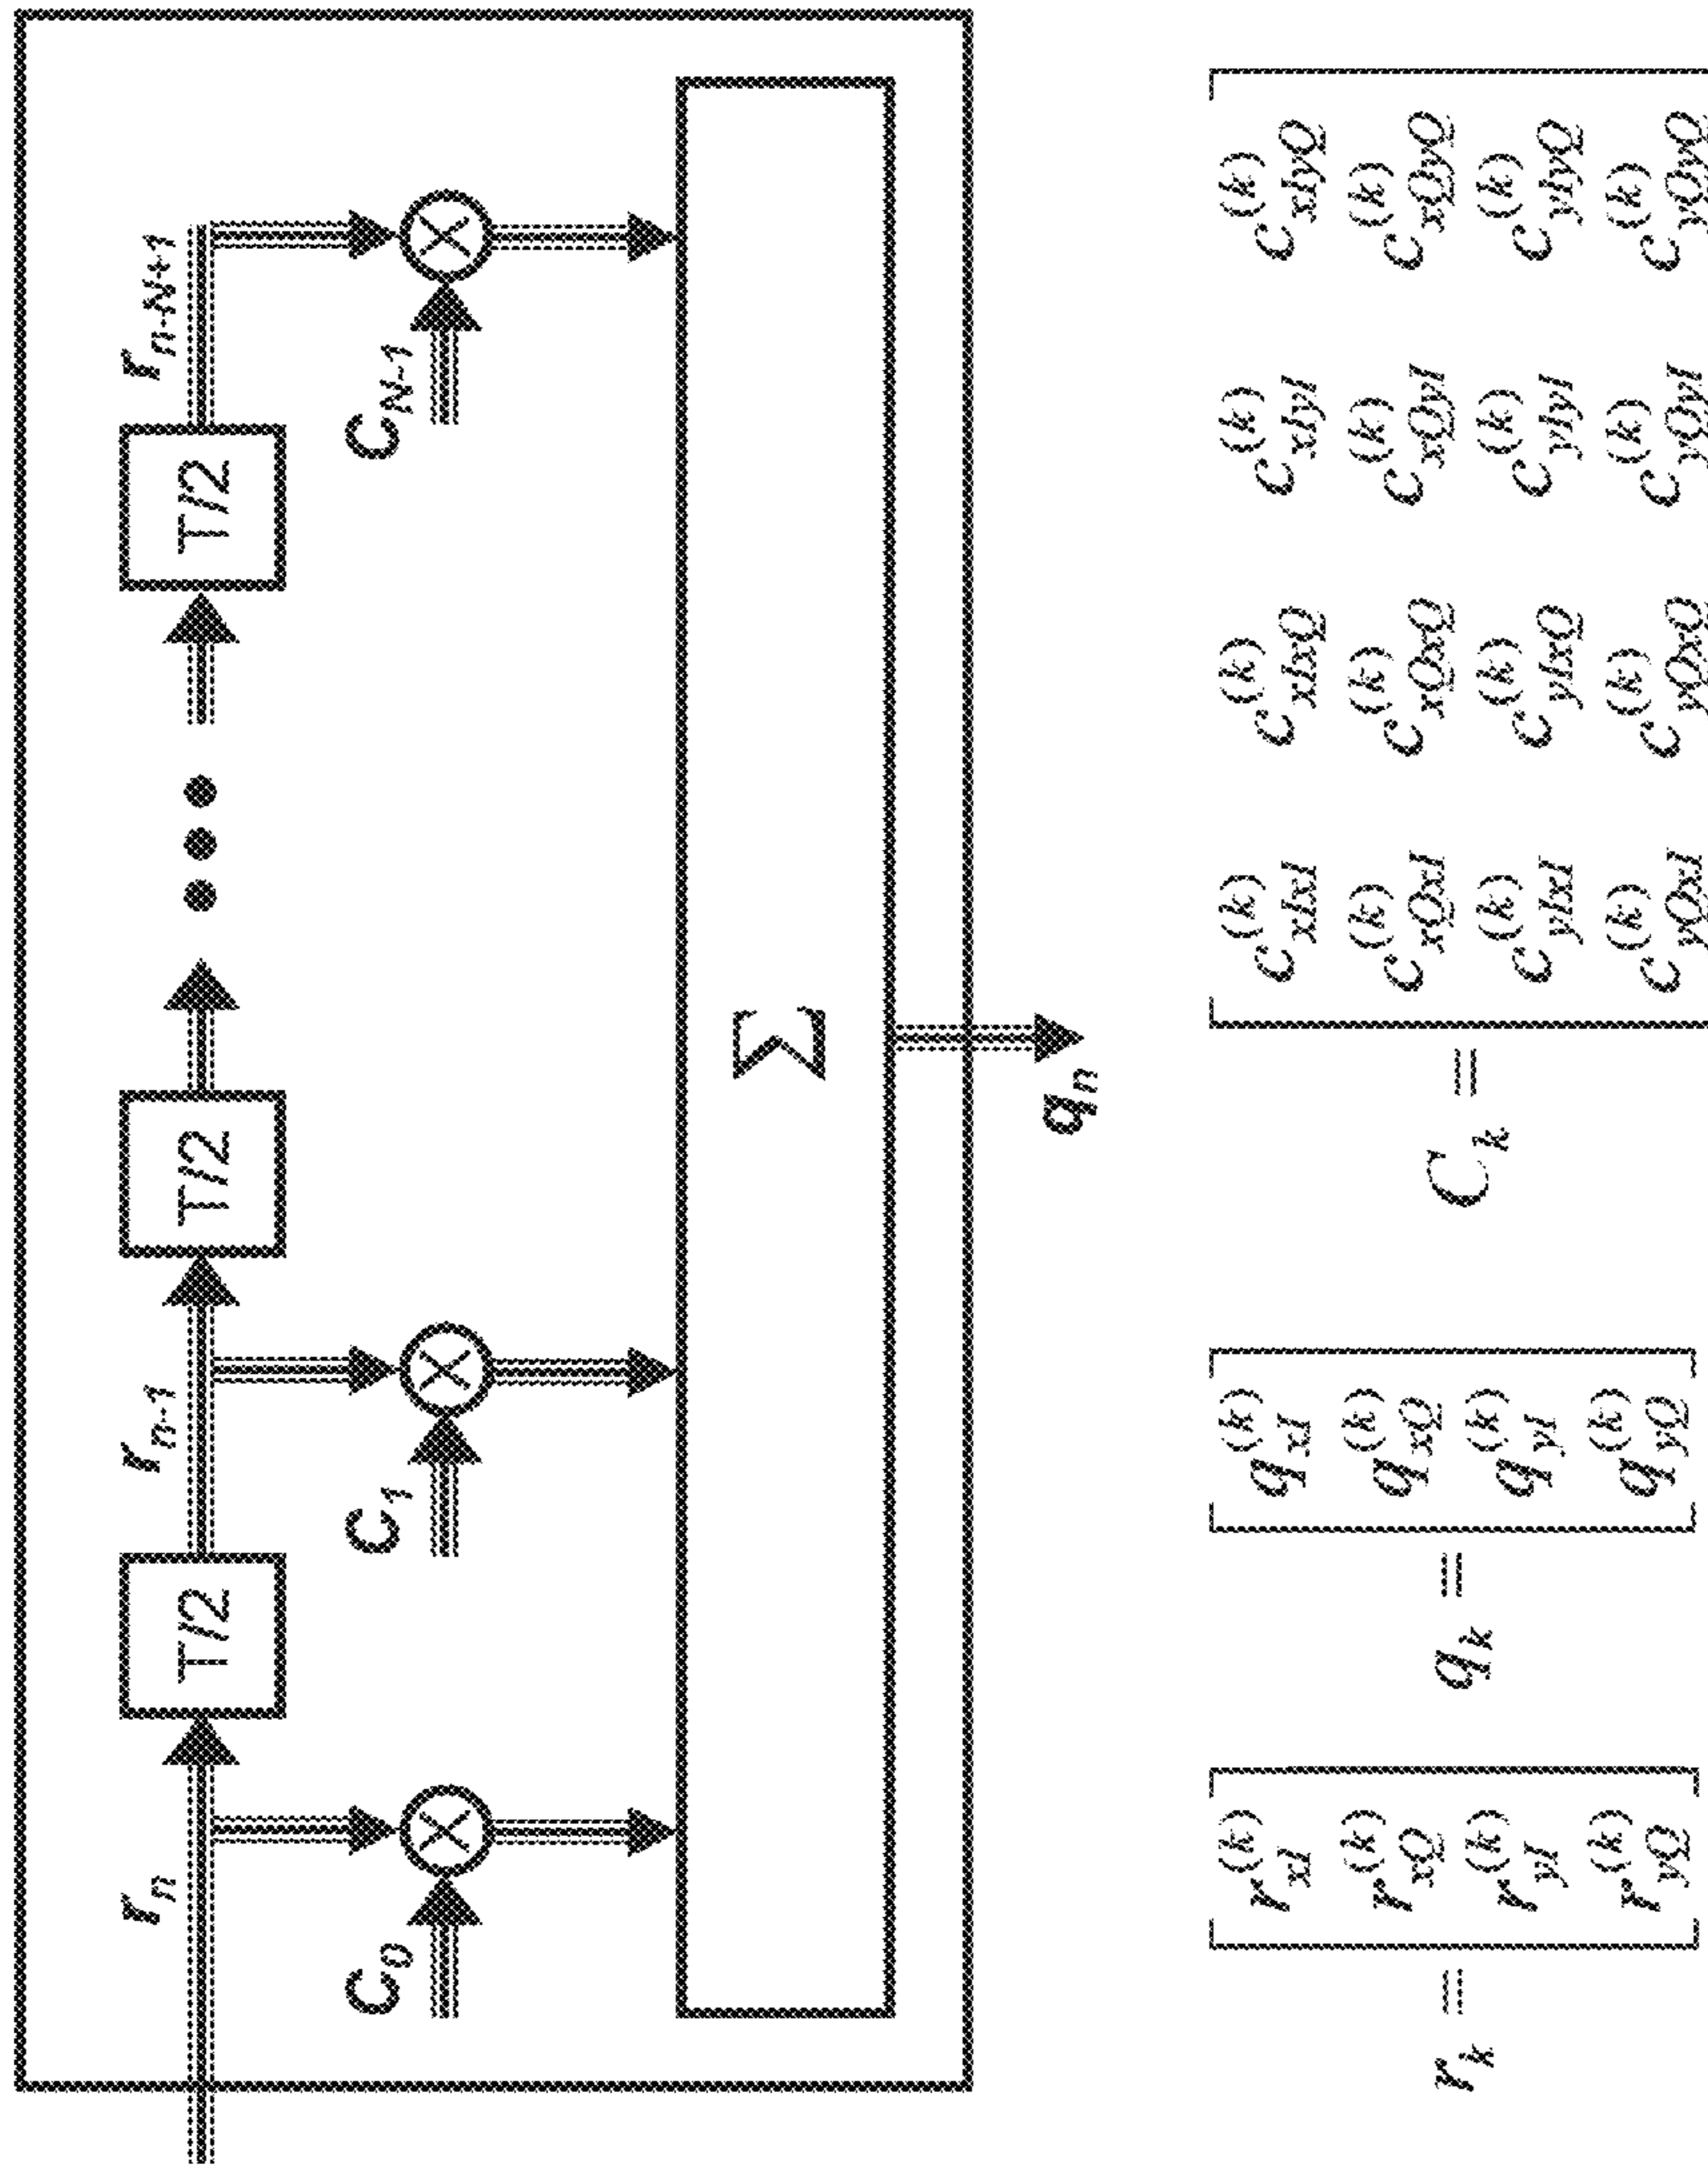 r_n
T/2
r_{n-1}
T/2
T/2
r_{n-N+1}
C_0
C_1
C_{N-1}
Σ
q_n
r_k = [ r_{xI}^{(k)}
r_{xQ}^{(k)}
r_{yI}^{(k)}
r_{yQ}^{(k)} ]
q_k = [ q_{xI}^{(k)}
q_{xQ}^{(k)}
q_{yI}^{(k)}
q_{yQ}^{(k)} ]
C_k = [ c_{xIxI}^{(k)} c_{xIxQ}^{(k)} c_{xIyI}^{(k)} c_{xIyQ}^{(k)}
c_{xQxI}^{(k)} c_{xQxQ}^{(k)} c_{xQyI}^{(k)} c_{xQyQ}^{(k)}
c_{yIxI}^{(k)} c_{yIxQ}^{(k)} c_{yIyI}^{(k)} c_{yIyQ}^{(k)}
c_{yQxI}^{(k)} c_{yQxQ}^{(k)} c_{yQyI}^{(k)} c_{yQyQ}^{(k)}